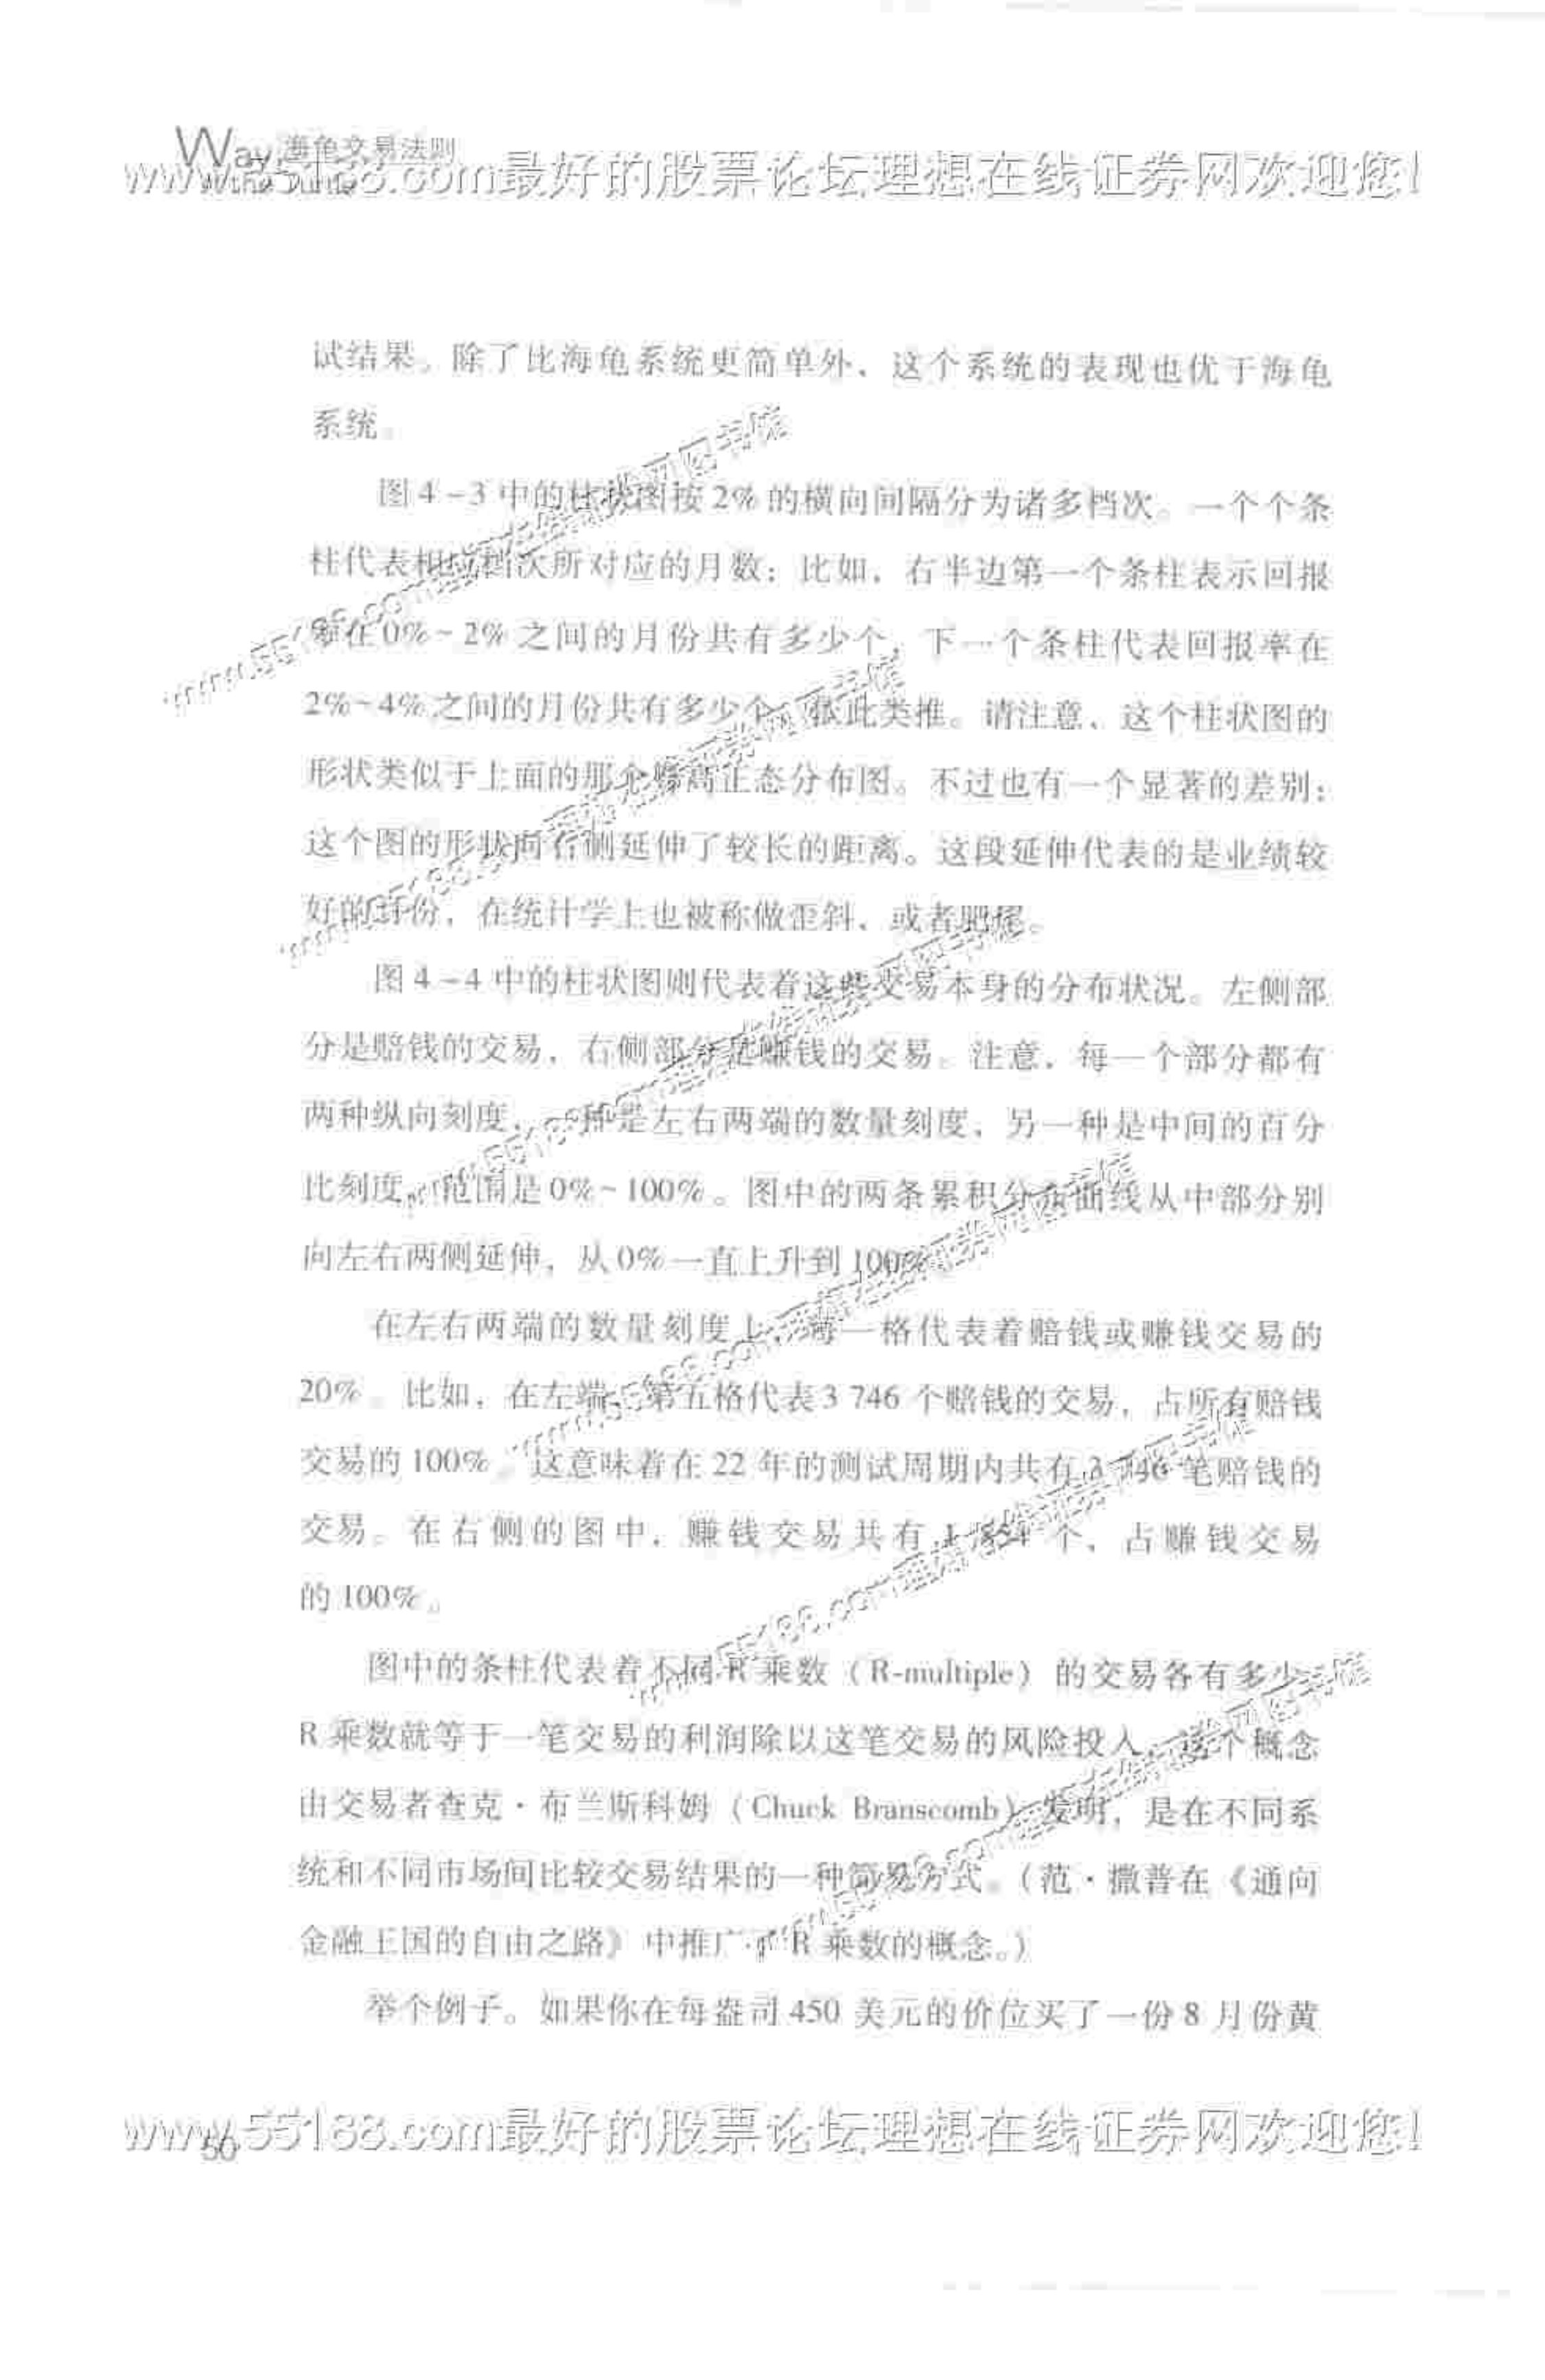 Way 海龟交易法则
of the Turtle
www.55188.com最好的股票论坛理想在线证券网欢迎您!
试结果。除了比海龟系统更简单外，这个系统的表现也优于海龟
系统。
图4-3中的柱状图按2%的横向间隔分为诸多档次。一个个条
柱代表相应档次所对应的月数：比如，右半边第一个条柱表示回报
率在0%~2%之间的月份共有多少个，下一个条柱代表回报率在
2%~4%之间的月份共有多少个，依此类推。请注意，这个柱状图的
形状类似于上面的那个身高正态分布图。不过也有一个显著的差别：
这个图的形状向右侧延伸了较长的距离。这段延伸代表的是业绩较
好的月份，在统计学上也被称做歪斜，或者肥尾。
图4-4中的柱状图则代表着这些交易本身的分布状况。左侧部
分是赔钱的交易，右侧部分是赚钱的交易。注意，每一个部分都有
两种纵向刻度，一种是左右两端的数量刻度，另一种是中间的百分
比刻度，范围是0%~100%。图中的两条累积分布曲线从中部分别
向左右两侧延伸，从0%一直上升到100%。
在左右两端的数量刻度上，每一格代表着赔钱或赚钱交易的
20%。比如，在左端，第五格代表3 746个赔钱的交易，占所有赔钱
交易的100%。这意味着在22年的测试周期内共有3 746笔赔钱的
交易。在右侧的图中，赚钱交易共有 个，占赚钱交易
的100%。
图中的条柱代表着不同R乘数（R-multiple）的交易各有多少。
R乘数就等于一笔交易的利润除以这笔交易的风险投入。这个概念
由交易者查克·布兰斯科姆（Chuck Branscomb）发明，是在不同系
统和不同市场间比较交易结果的一种简易方式。（范·撒普在《通向
金融王国的自由之路》中推广了R乘数的概念。）
举个例子。如果你在每盎司450美元的价位买了一份8月份黄
www.55188.com最好的股票论坛理想在线证券网欢迎您!
50